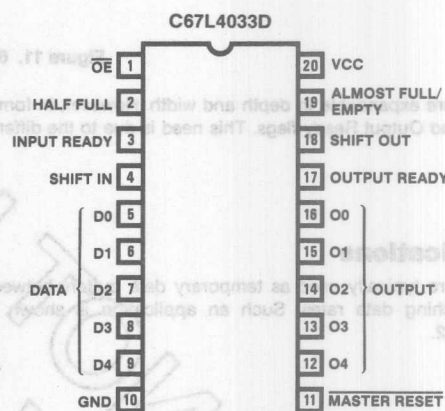 C67L4033D
OE 1
HALF FULL 2
INPUT READY 3
SHIFT IN 4
DATA
D0 5
D1 6
D2 7
D3 8
D4 9
GND 10
20 VCC
19 ALMOST FULL/
EMPTY
18 SHIFT OUT
17 OUTPUT READY
16 O0
15 O1
14 O2
13 O3
12 O4
OUTPUT
11 MASTER RESET